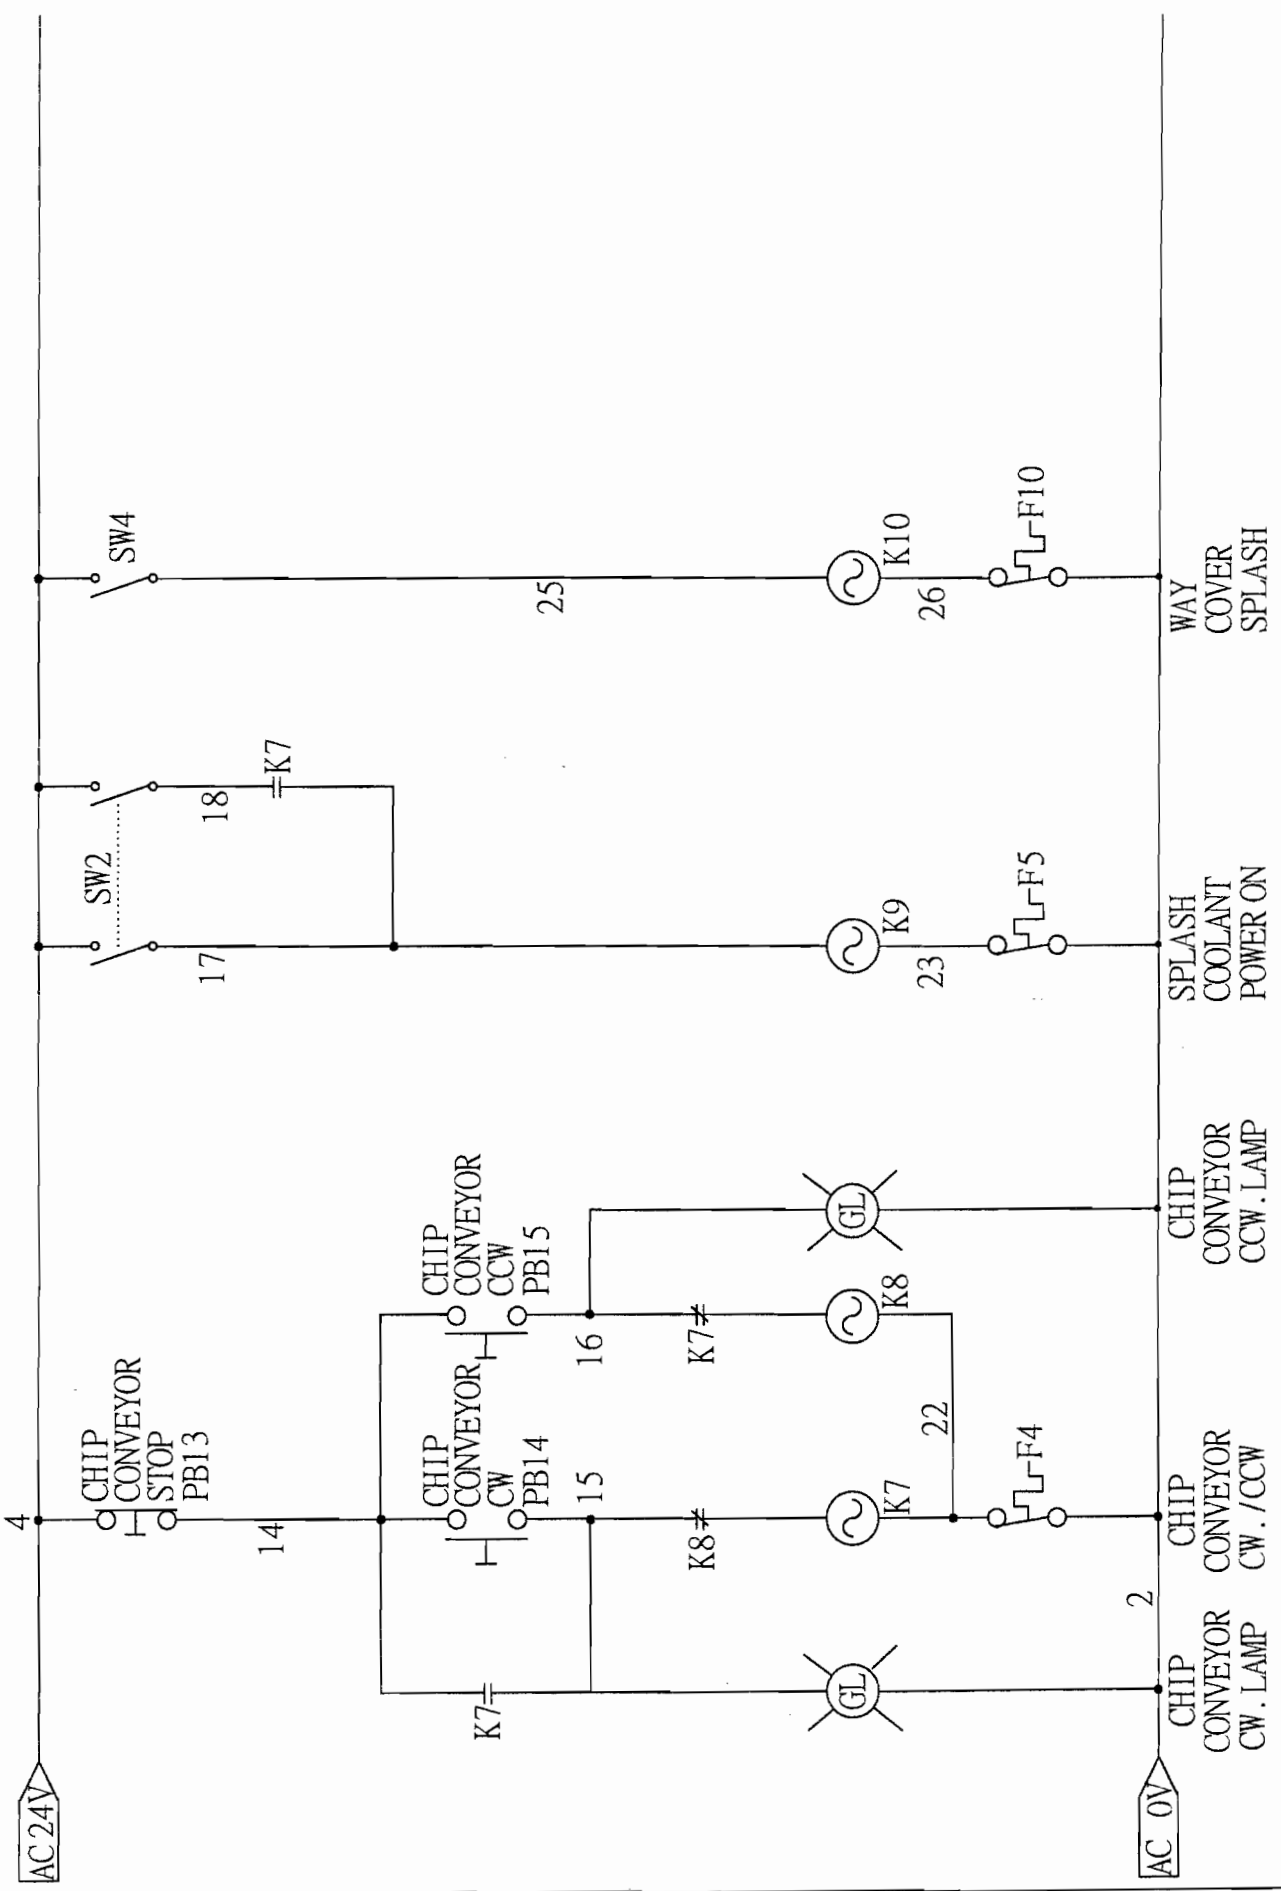 AC 24V
4
CHIP
CONVEYOR
STOP
PB13
14
K7
CHIP
CONVEYOR
CW
PB14
15
K8
K7
22
F4
CHIP
CONVEYOR
CCW
PB15
16
K7
K8
GL
GL
SW2
17
18
K7
K9
23
F5
SW4
25
K10
26
F10
AC 0V
2
CHIP
CONVEYOR
CW. LAMP
CHIP
CONVEYOR
CW. /CCW
CHIP
CONVEYOR
CCW. LAMP
SPLASH
COOLANT
POWER ON
WAY
COVER
SPLASH